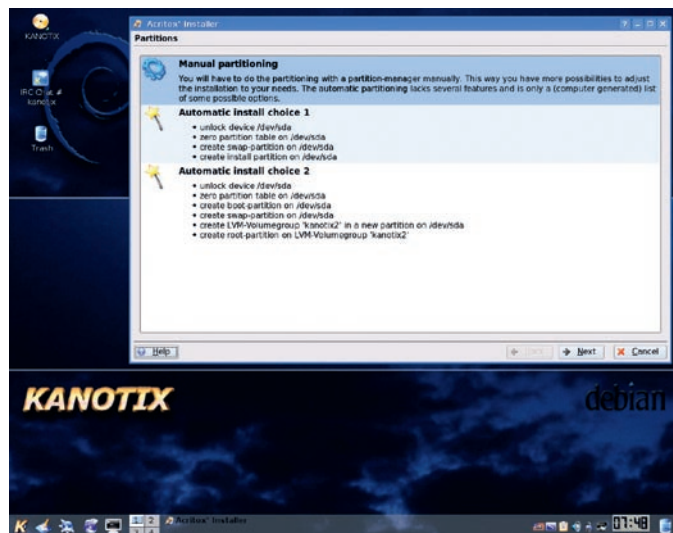 KANOTIX
IRC Chat #
kanotix
Trash
Acritox' Installer
Partitions
Manual partitioning
You will have to do the partitioning with a partition-manager manually. This way you have more possibilities to adjust
the installation to your needs. The automatic partitioning lacks several features and is only a (computer generated) list
of some possible options.
Automatic install choice 1
• unlock device /dev/sda
• zero partition table on /dev/sda
• create swap-partition on /dev/sda
• create install partition on /dev/sda
Automatic install choice 2
• unlock device /dev/sda
• zero partition table on /dev/sda
• create boot-partition on /dev/sda
• create swap-partition on /dev/sda
• create LVM-Volumegroup 'kanotix2' in a new partition on /dev/sda
• create root-partition on LVM-Volumegroup 'kanotix2'
Help
Back
Next
Cancel
KANOTIX
debian
1 2
Acritox' Installer
07:48